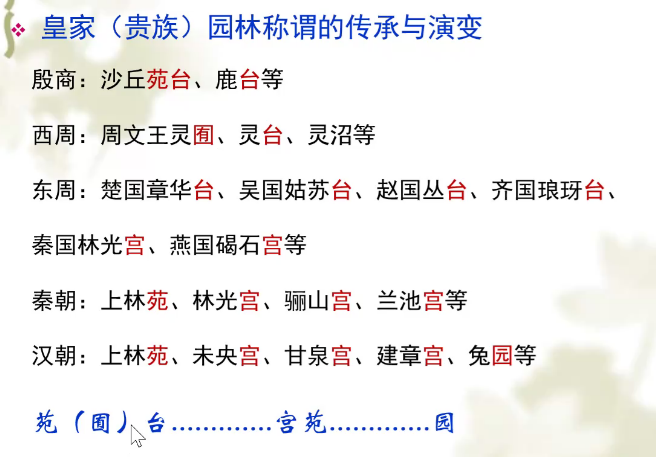 皇家（贵族）园林称谓的传承与演变
殷商：沙丘苑台、鹿台等
西周：周文王灵囿、灵台、灵沼等
东周：楚国章华台、吴国姑苏台、赵国丛台、齐国琅玡台、
秦国林光宫、燕国碣石宫等
秦朝：上林苑、林光宫、骊山宫、兰池宫等
汉朝：上林苑、未央宫、甘泉宫、建章宫、兔园等
苑（囿）台.............宫苑.............园